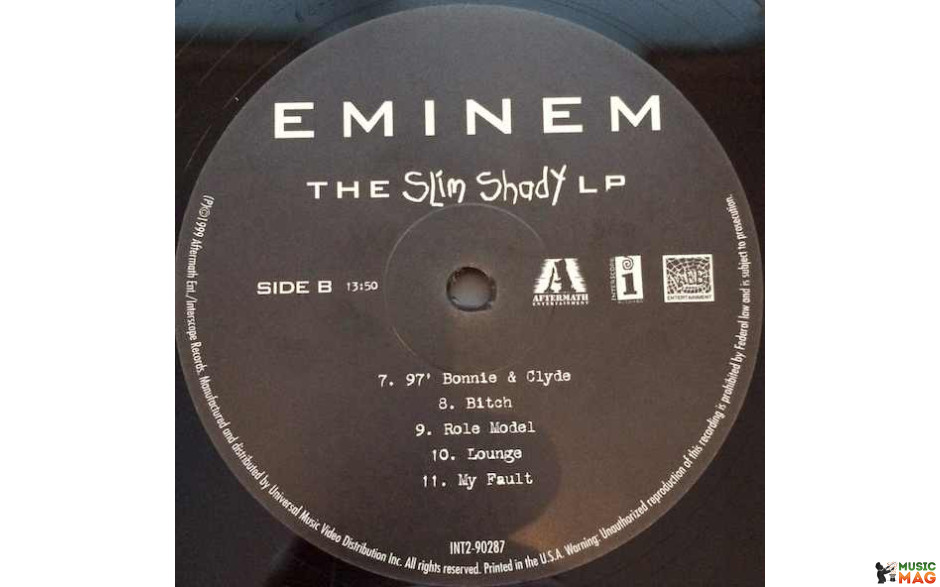 EMINEM
THE Slim Shady LP
SIDE B 13:50
AFTERMATH
ENTERTAINMENT
INTERSCOPE
RECORDS
WEB
ENTERTAINMENT
7. 97' Bonnie & Clyde
8. Bitch
9. Role Model
10. Lounge
11. My Fault
INT2-90287
(P)©1999 Aftermath Ent./Interscope Records. Manufactured and distributed by Universal Music Video Distribution Inc. All rights reserved. Printed in the U.S.A. Warning: Unauthorized reproduction of this recording is prohibited by Federal law and is subject to prosecution.
MUSIC
MAG